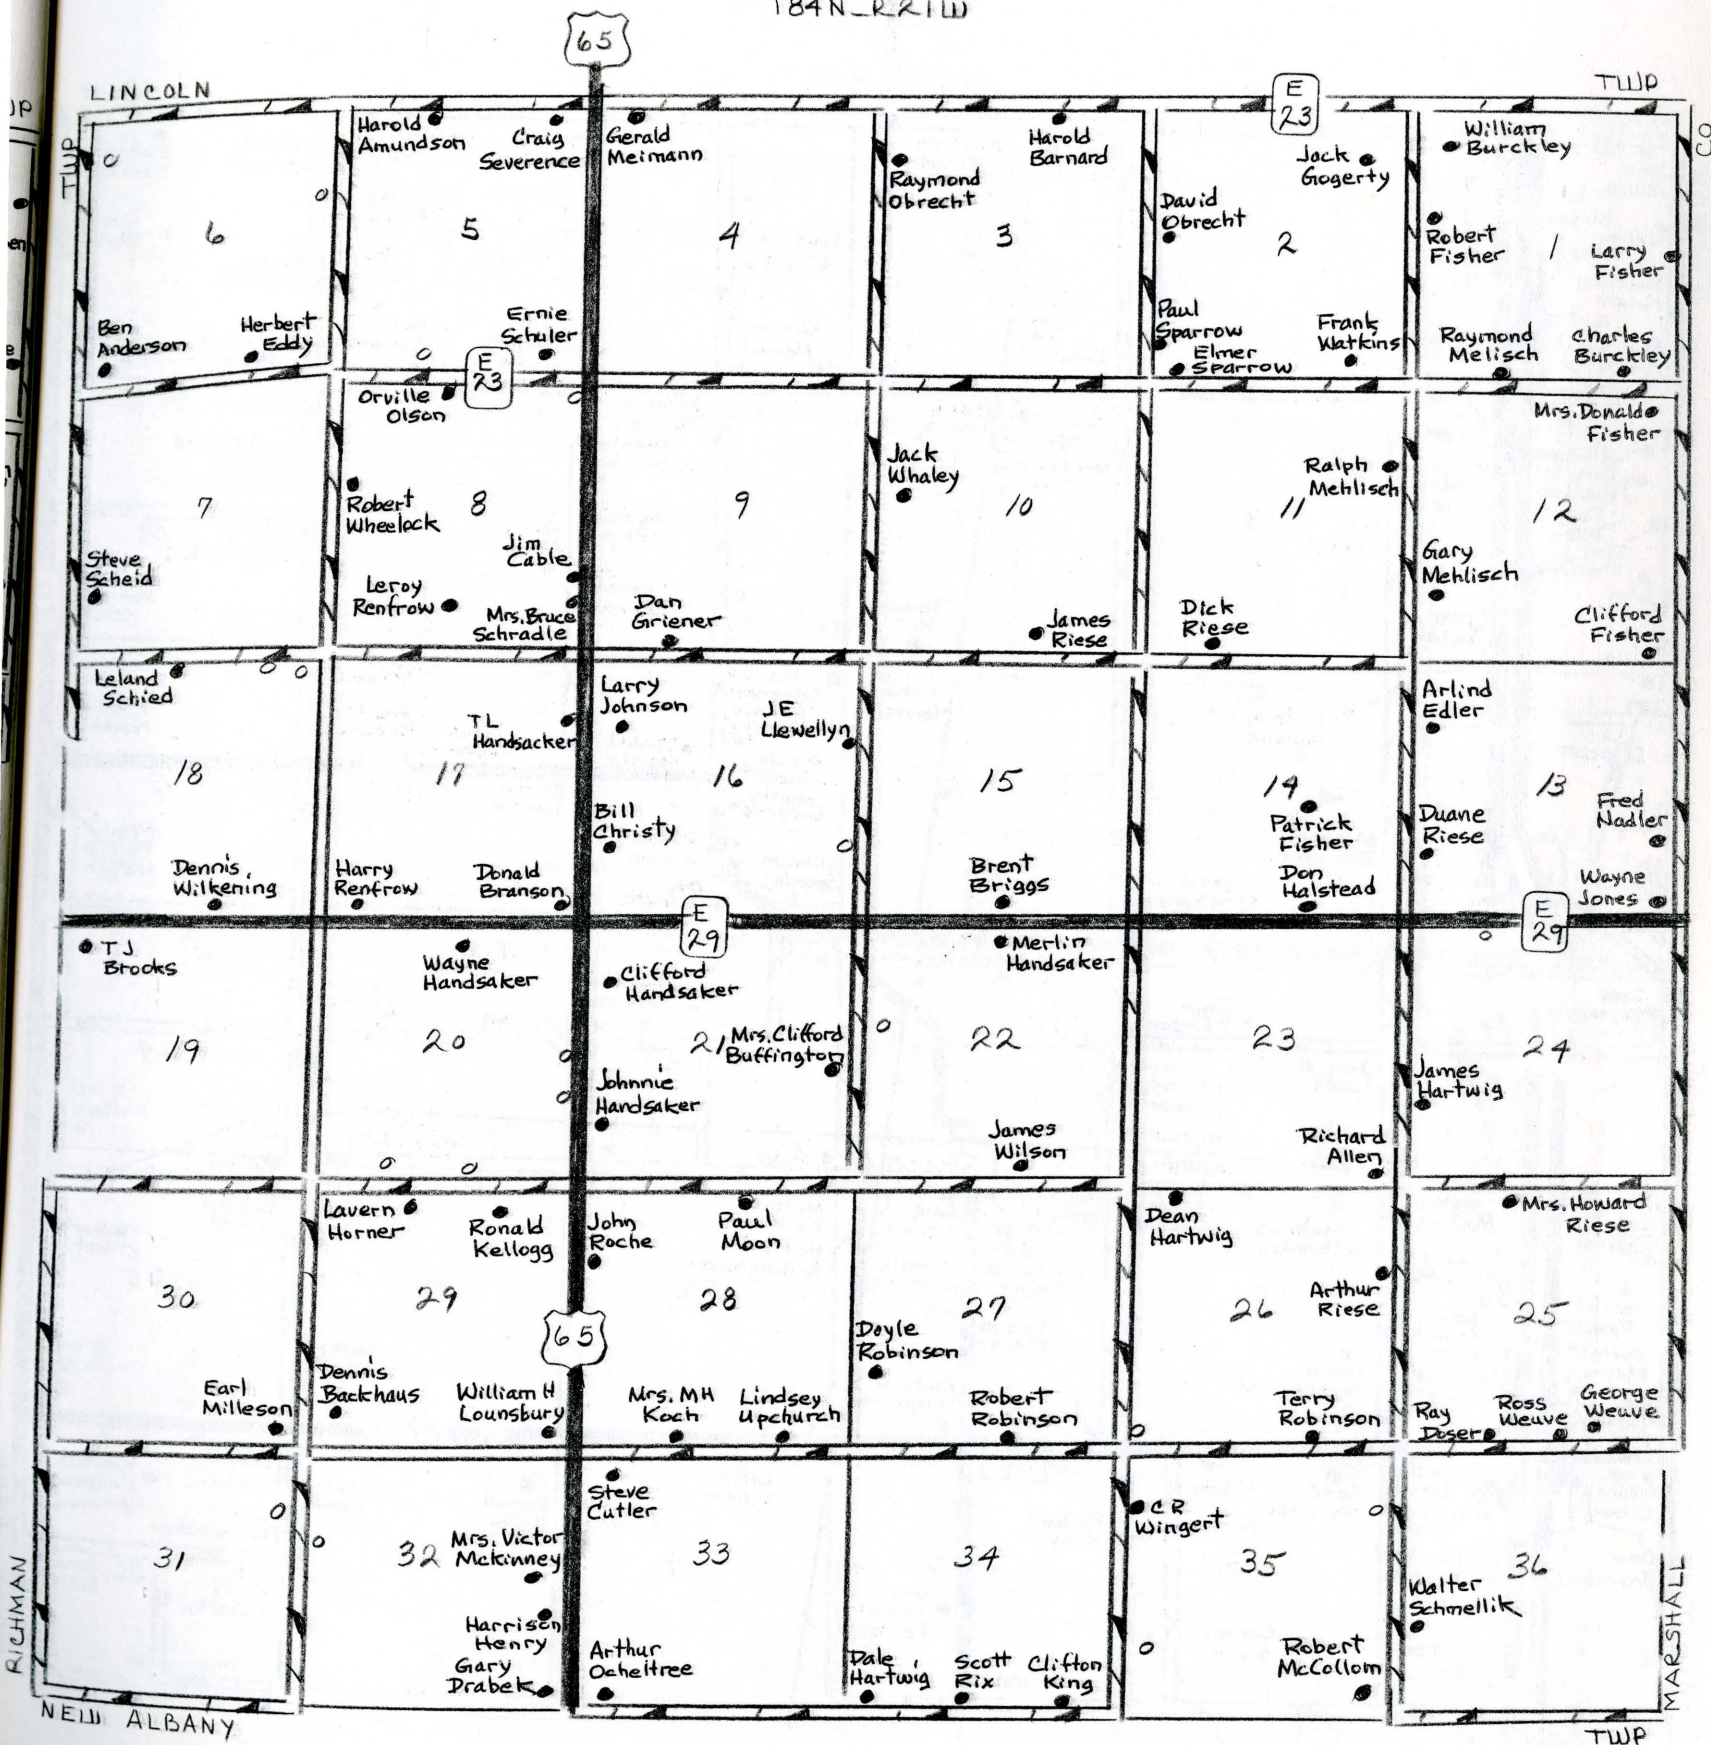 T84N-R21W
65
LINCOLN
TWP
E
23
TWP
CO
Harold
Amundson
Craig
Severence
Gerald
Meimann
Raymond
Obrecht
Harold
Barnard
David
Obrecht
Jack
Gogerty
William
Burckley
Robert
Fisher
Larry
Fisher
6
5
4
3
2
1
Ben
Anderson
Herbert
Eddy
Ernie
Schuler
Paul
Sparrow
Elmer
Sparrow
Frank
Watkins
Raymond
Melisch
Charles
Burckley
E
23
Orville
Olson
Mrs. Donald
Fisher
Robert
Wheelock
Jack
Whaley
Ralph
Mehlisch
7
8
9
10
11
12
Steve
Scheid
Jim
Cable
Leroy
Renfrow
Mrs. Bruce
Schradle
Dan
Griener
James
Riese
Dick
Riese
Gary
Mehlisch
Clifford
Fisher
Leland
Schied
TL
Handsacker
Larry
Johnson
JE
Llewellyn
Arlind
Edler
18
17
16
15
14
13
Bill
Christy
Patrick
Fisher
Duane
Riese
Fred
Nadler
Dennis
Wilkening
Harry
Renfrow
Donald
Branson
Brent
Briggs
Don
Halstead
Wayne
Jones
E
29
E
29
TJ
Brooks
Wayne
Handsaker
Clifford
Handsaker
Merlin
Handsaker
19
20
21
22
23
24
Mrs. Clifford
Buffington
Johnnie
Handsaker
James
Wilson
James
Hartwig
Richard
Allen
Lavern
Horner
Ronald
Kellogg
John
Roche
Paul
Moon
Dean
Hartwig
Mrs. Howard
Riese
30
29
28
27
26
25
65
Doyle
Robinson
Arthur
Riese
Earl
Milleson
Dennis
Backhaus
William H
Lounsbury
Mrs. MH
Koch
Lindsey
Upchurch
Robert
Robinson
Terry
Robinson
Ray
Doser
Ross
Weuve
George
Weuve
Steve
Cutler
CR
Wingert
31
32
33
34
35
36
Mrs. Victor
Mckinney
Harrison
Henry
Gary
Drabek
Arthur
Ocheltree
Dale
Hartwig
Scott
Rix
Clifton
King
Robert
McCollom
Walter
Schmellik
RICHMAN
MARSHALL
NEW ALBANY
TWP